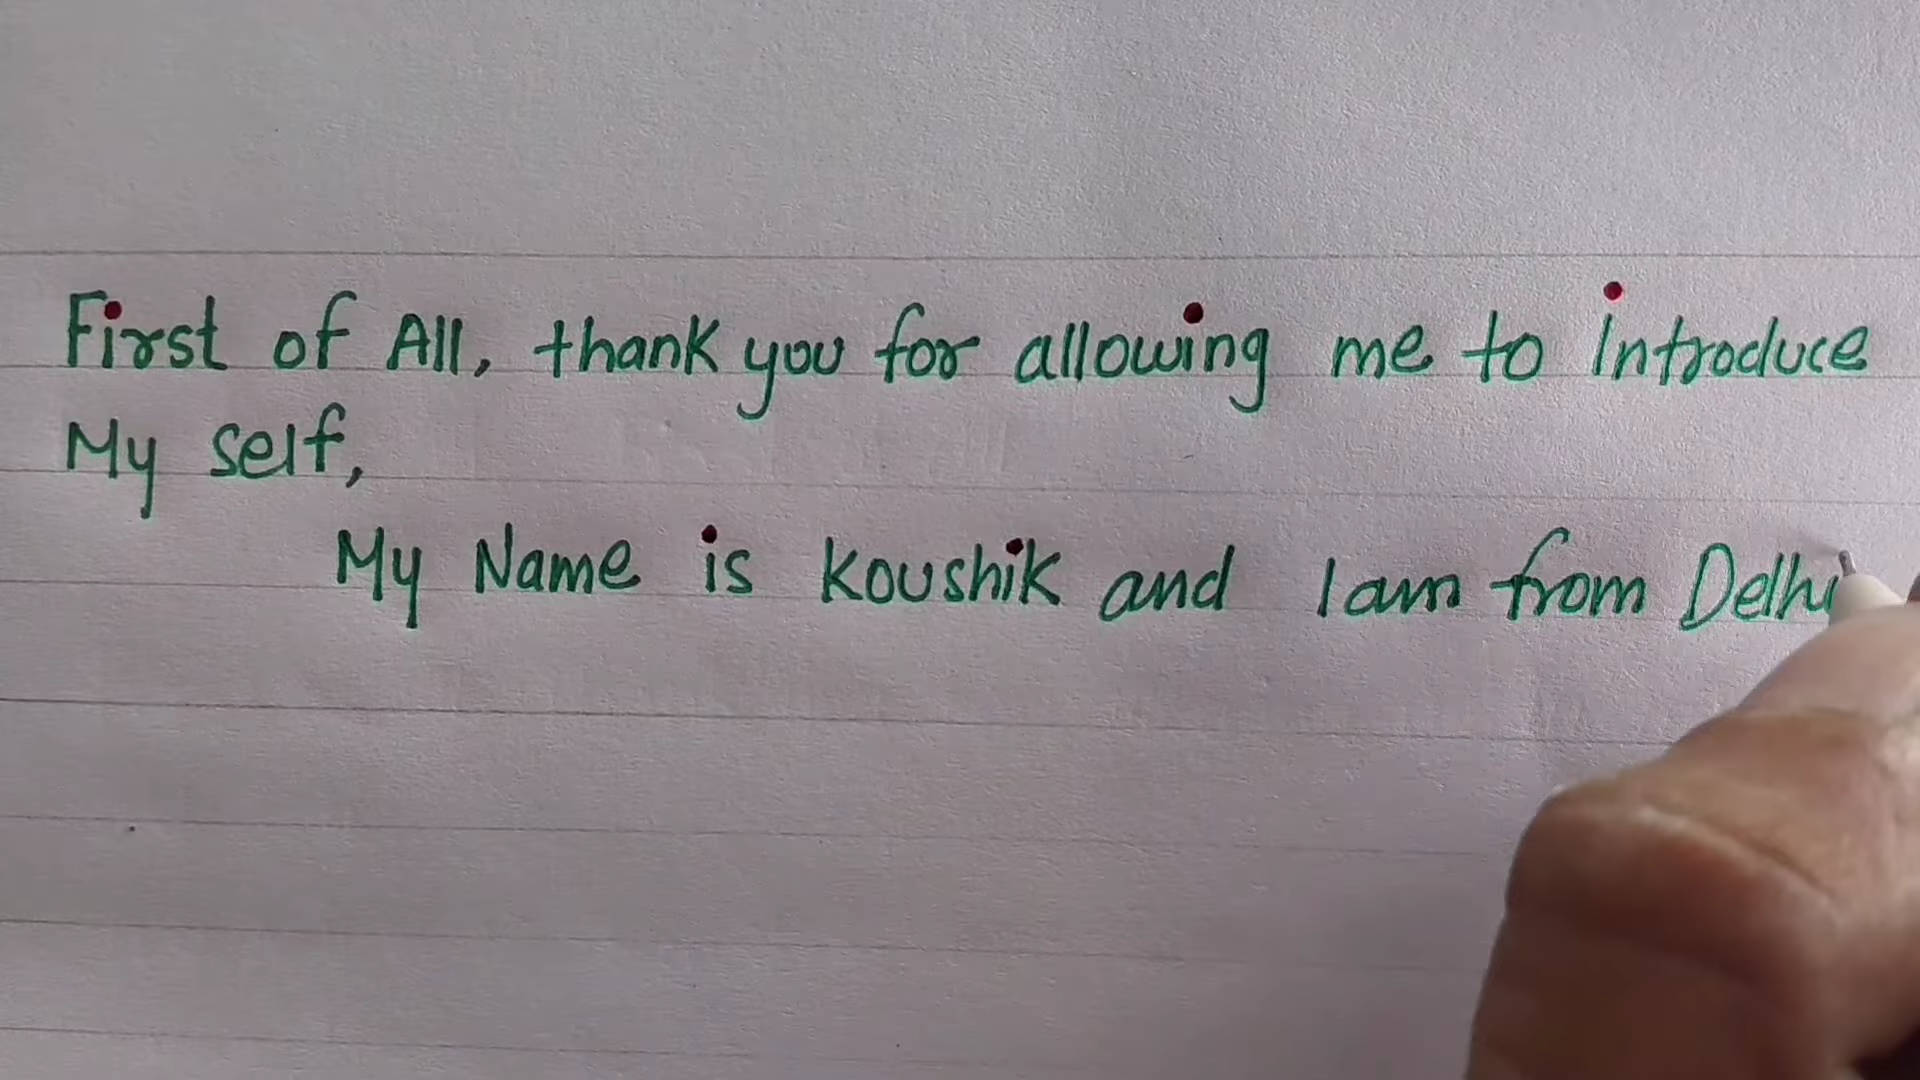 First of All, thank you for allowing me to introduce
My self,
My Name is Koushik and I am from Delhi